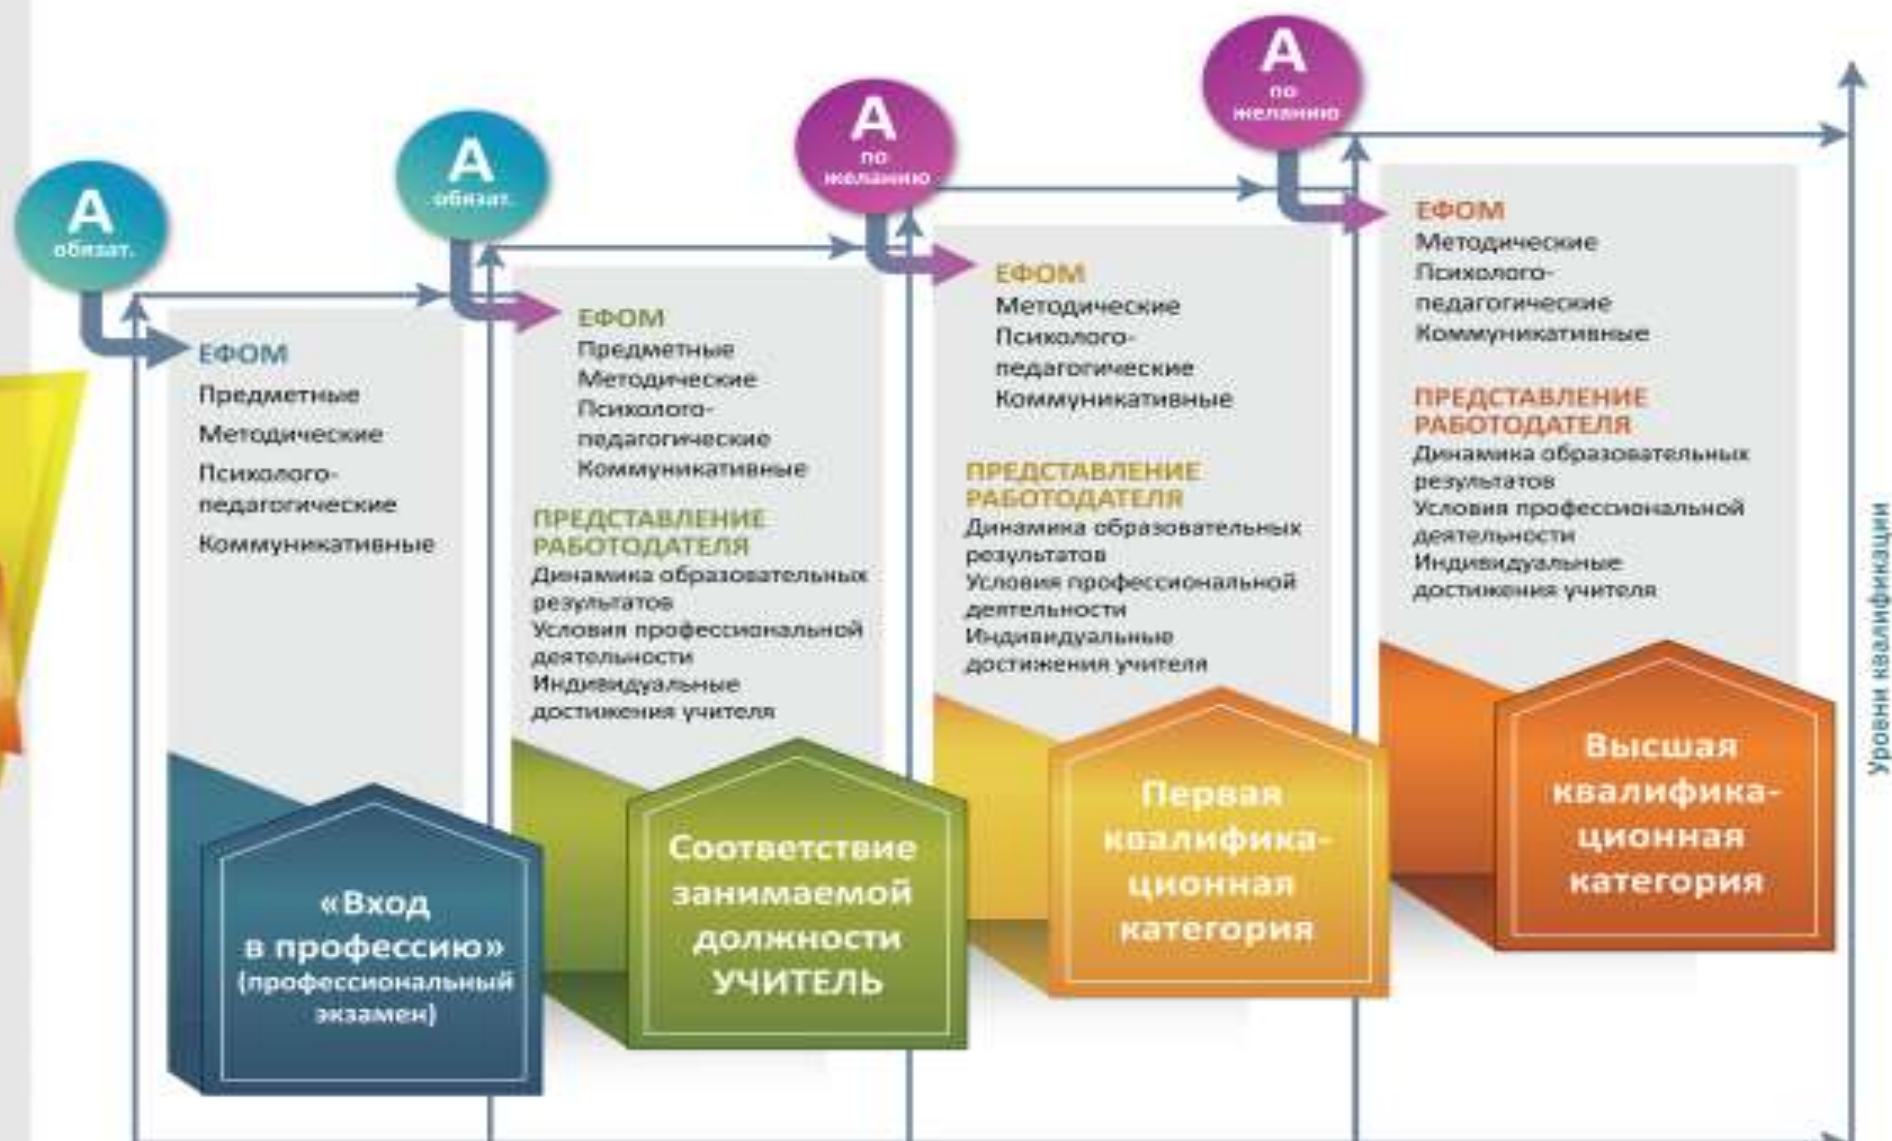 А
обязат.
ЕФОМ
Предметные
Методические
Психолого-
педагогические
Коммуникативные
«Вход
в профессию»
(профессиональный
экзамен)
А
обязат.
ЕФОМ
Предметные
Методические
Психолого-
педагогические
Коммуникативные
ПРЕДСТАВЛЕНИЕ
РАБОТОДАТЕЛЯ
Динамика образовательных
результатов
Условия профессиональной
деятельности
Индивидуальные
достижения учителя
Соответствие
занимаемой
должности
УЧИТЕЛЬ
А
по
желанию
ЕФОМ
Методические
Психолого-
педагогические
Коммуникативные
ПРЕДСТАВЛЕНИЕ
РАБОТОДАТЕЛЯ
Динамика образовательных
результатов
Условия профессиональной
деятельности
Индивидуальные
достижения учителя
Первая
квалифика-
ционная
категория
А
по
желанию
ЕФОМ
Методические
Психолого-
педагогические
Коммуникативные
ПРЕДСТАВЛЕНИЕ
РАБОТОДАТЕЛЯ
Динамика образовательных
результатов
Условия профессиональной
деятельности
Индивидуальные
достижения учителя
Высшая
квалифика-
ционная
категория
Уровни квалификации